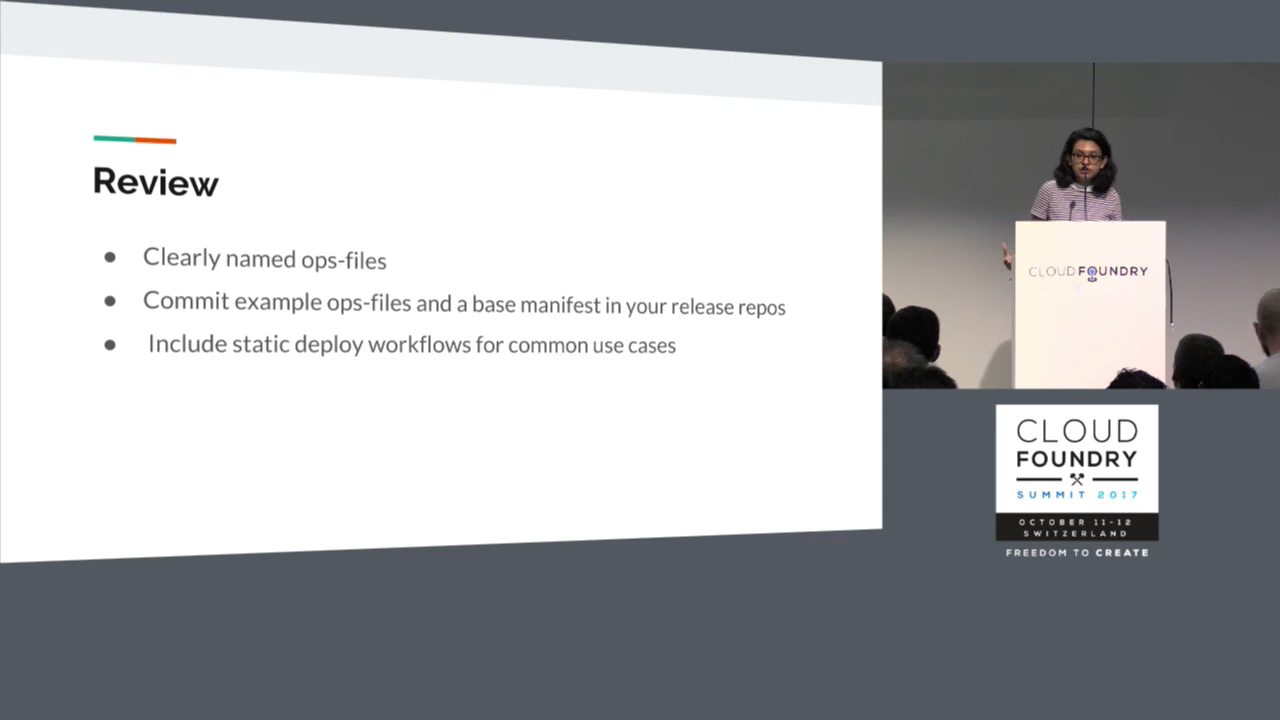 Review
Clearly named ops-files
Commit example ops-files and a base manifest in your release repos
Include static deploy workflows for common use cases
CLOUD FOUNDRY
CLOUD
FOUNDRY
SUMMIT 2017
OCTOBER 11-12
SWITZERLAND
FREEDOM TO CREATE